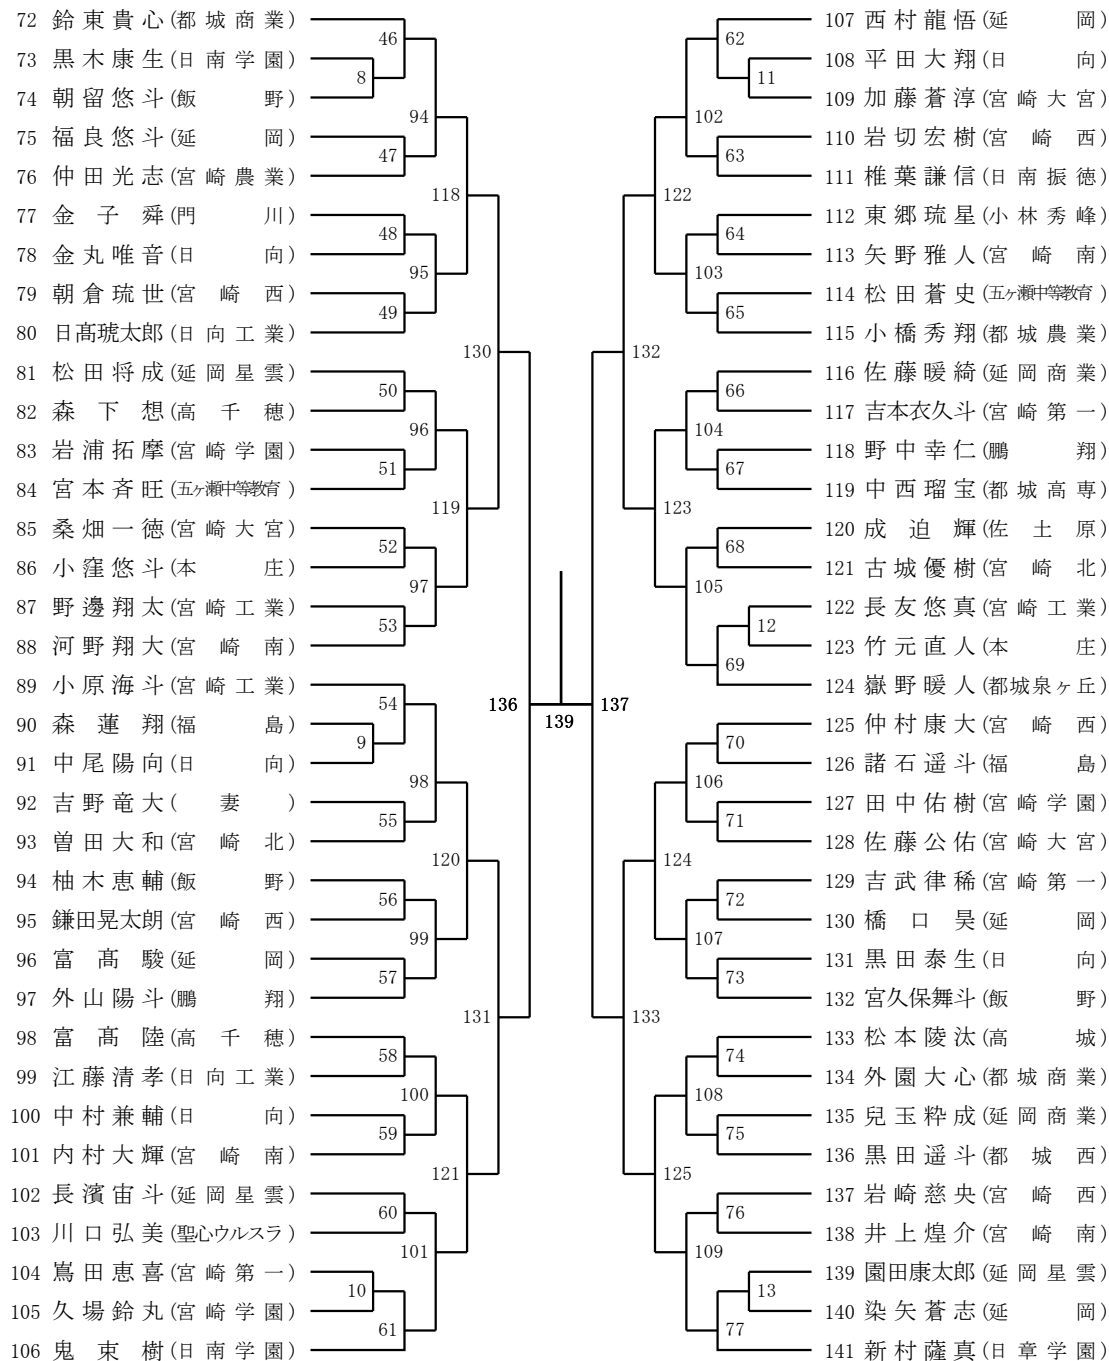 72 鈴東貴心(都城商業)
73 黒木康生(日南学園)
74 朝留悠斗(飯野)
75 福良悠斗(延岡)
76 仲田光志(宮崎農業)
77 金子舜(門川)
78 金丸唯音(日向)
79 朝倉琉世(宮崎西)
80 日髙琥太郎(日向工業)
81 松田将成(延岡星雲)
82 森下想(高千穂)
83 岩浦拓摩(宮崎学園)
84 宮本斉旺(五ヶ瀬中等教育)
85 桑畑一徳(宮崎大宮)
86 小窪悠斗(本庄)
87 野邊翔太(宮崎工業)
88 河野翔大(宮崎南)
89 小原海斗(宮崎工業)
90 森蓮翔(福島)
91 中尾陽向(日向)
92 吉野竜大(妻)
93 曽田大和(宮崎北)
94 柚木恵輔(飯野)
95 鎌田晃太朗(宮崎西)
96 富髙駿(延岡)
97 外山陽斗(鵬翔)
98 富髙陸(高千穂)
99 江藤清孝(日向工業)
100 中村兼輔(日向)
101 内村大輝(宮崎南)
102 長濱宙斗(延岡星雲)
103 川口弘美(聖心ウルスラ)
104 嶌田恵喜(宮崎第一)
105 久場鈴丸(宮崎学園)
106 鬼束樹(日南学園)
46
8
47
48
49
50
51
52
53
54
9
55
56
57
58
59
60
10
61
94
95
96
97
98
99
100
101
118
119
120
121
130
131
136
139
137
132
133
122
123
124
125
102
103
104
105
106
107
108
109
62
11
63
64
65
66
67
68
12
69
70
71
72
73
74
75
76
13
77
107 西村龍悟(延岡)
108 平田大翔(日向)
109 加藤蒼淳(宮崎大宮)
110 岩切宏樹(宮崎西)
111 椎葉謙信(日南振徳)
112 東郷琉星(小林秀峰)
113 矢野雅人(宮崎南)
114 松田蒼史(五ヶ瀬中等教育)
115 小橋秀翔(都城農業)
116 佐藤暖綺(延岡商業)
117 吉本衣久斗(宮崎第一)
118 野中幸仁(鵬翔)
119 中西瑠宝(都城高専)
120 成迫輝(佐土原)
121 古城優樹(宮崎北)
122 長友悠真(宮崎工業)
123 竹元直人(本庄)
124 嶽野暖人(都城泉ヶ丘)
125 仲村康大(宮崎西)
126 諸石遥斗(福島)
127 田中佑樹(宮崎学園)
128 佐藤公佑(宮崎大宮)
129 吉武律稀(宮崎第一)
130 橋口昊(延岡)
131 黒田泰生(日向)
132 宮久保舞斗(飯野)
133 松本陵汰(高城)
134 外園大心(都城商業)
135 兒玉粋成(延岡商業)
136 黒田遥斗(都城西)
137 岩崎慈央(宮崎西)
138 井上煌介(宮崎南)
139 園田康太郎(延岡星雲)
140 染矢蒼志(延岡)
141 新村薩真(日章学園)